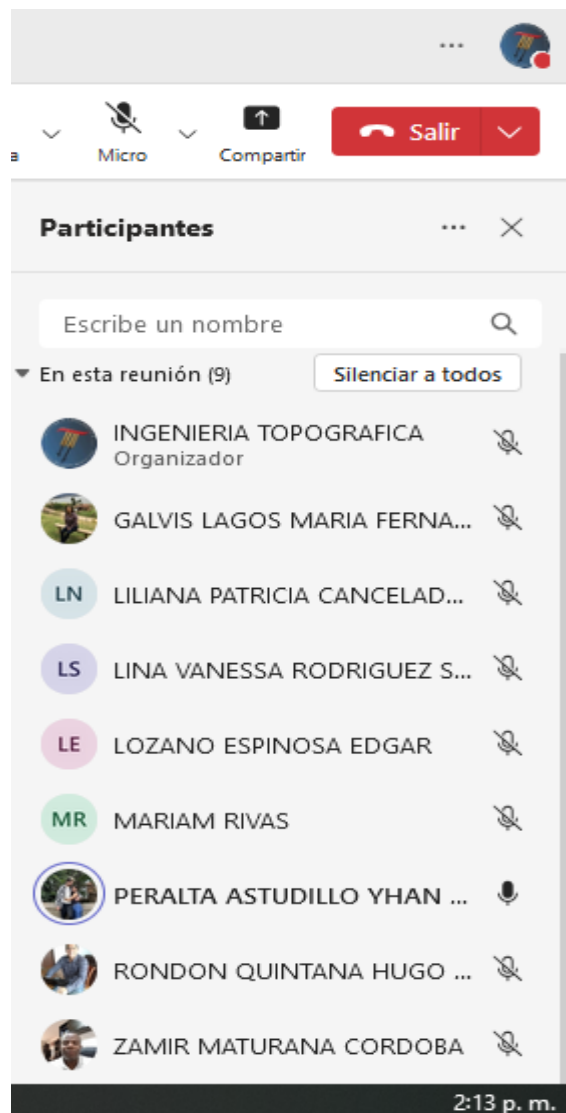 ...
Micro
Compartir
Salir
Participantes
...
Escribe un nombre
En esta reunión (9)
Silenciar a todos
INGENIERIA TOPOGRAFICA
Organizador
GALVIS LAGOS MARIA FERNA...
LN LILIANA PATRICIA CANCELAD...
LS LINA VANESSA RODRIGUEZ S...
LE LOZANO ESPINOSA EDGAR
MR MARIAM RIVAS
PERALTA ASTUDILLO YHAN ...
RONDON QUINTANA HUGO ...
ZAMIR MATURANA CORDOBA
2:13 p. m.